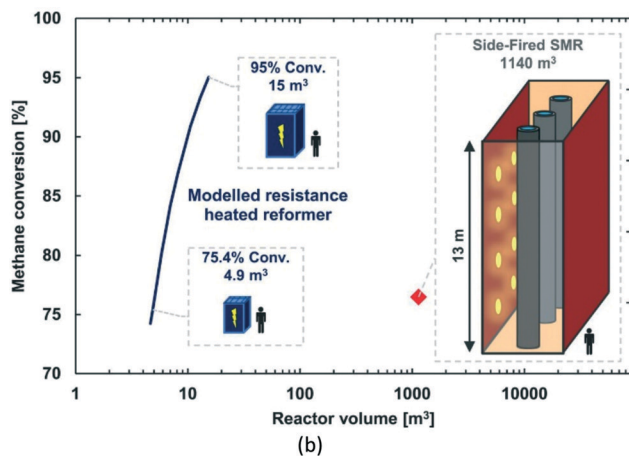 Methane conversion [%]
100
95
90
85
80
75
70
95% Conv.
15 m³
Modelled resistance
heated reformer
75.4% Conv.
4.9 m³
Side-Fired SMR
1140 m³
13 m
1
10
100
1000
10000
Reactor volume [m³]
(b)